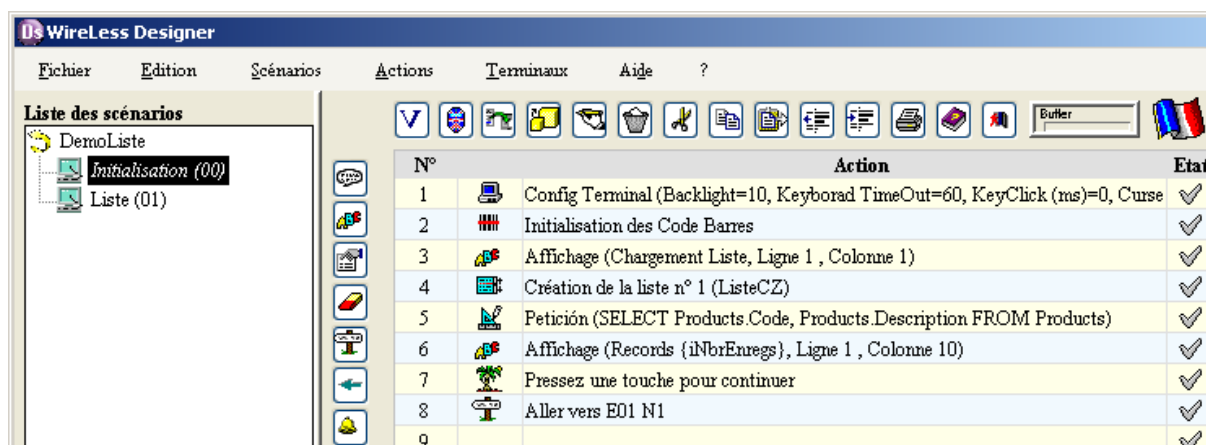 Ds WireLess Designer
Fichier Edition Scénarios Actions Terminaux Aide ?
Liste des scénarios
DemoListe
Initialisation (00)
Liste (01)
V
Buffer
N° Action Etat
1 Config Terminal (Backlight=10, Keyborad TimeOut=60, KeyClick (ms)=0, Curse
2 Initialisation des Code Barres
3 Affichage (Chargement Liste, Ligne 1 , Colonne 1)
4 Création de la liste n° 1 (ListeCZ)
5 Petición (SELECT Products.Code, Products.Description FROM Products)
6 Affichage (Records {iNbrEnregs}, Ligne 1 , Colonne 10)
7 Pressez une touche pour continuer
8 Aller vers E01 N1
9